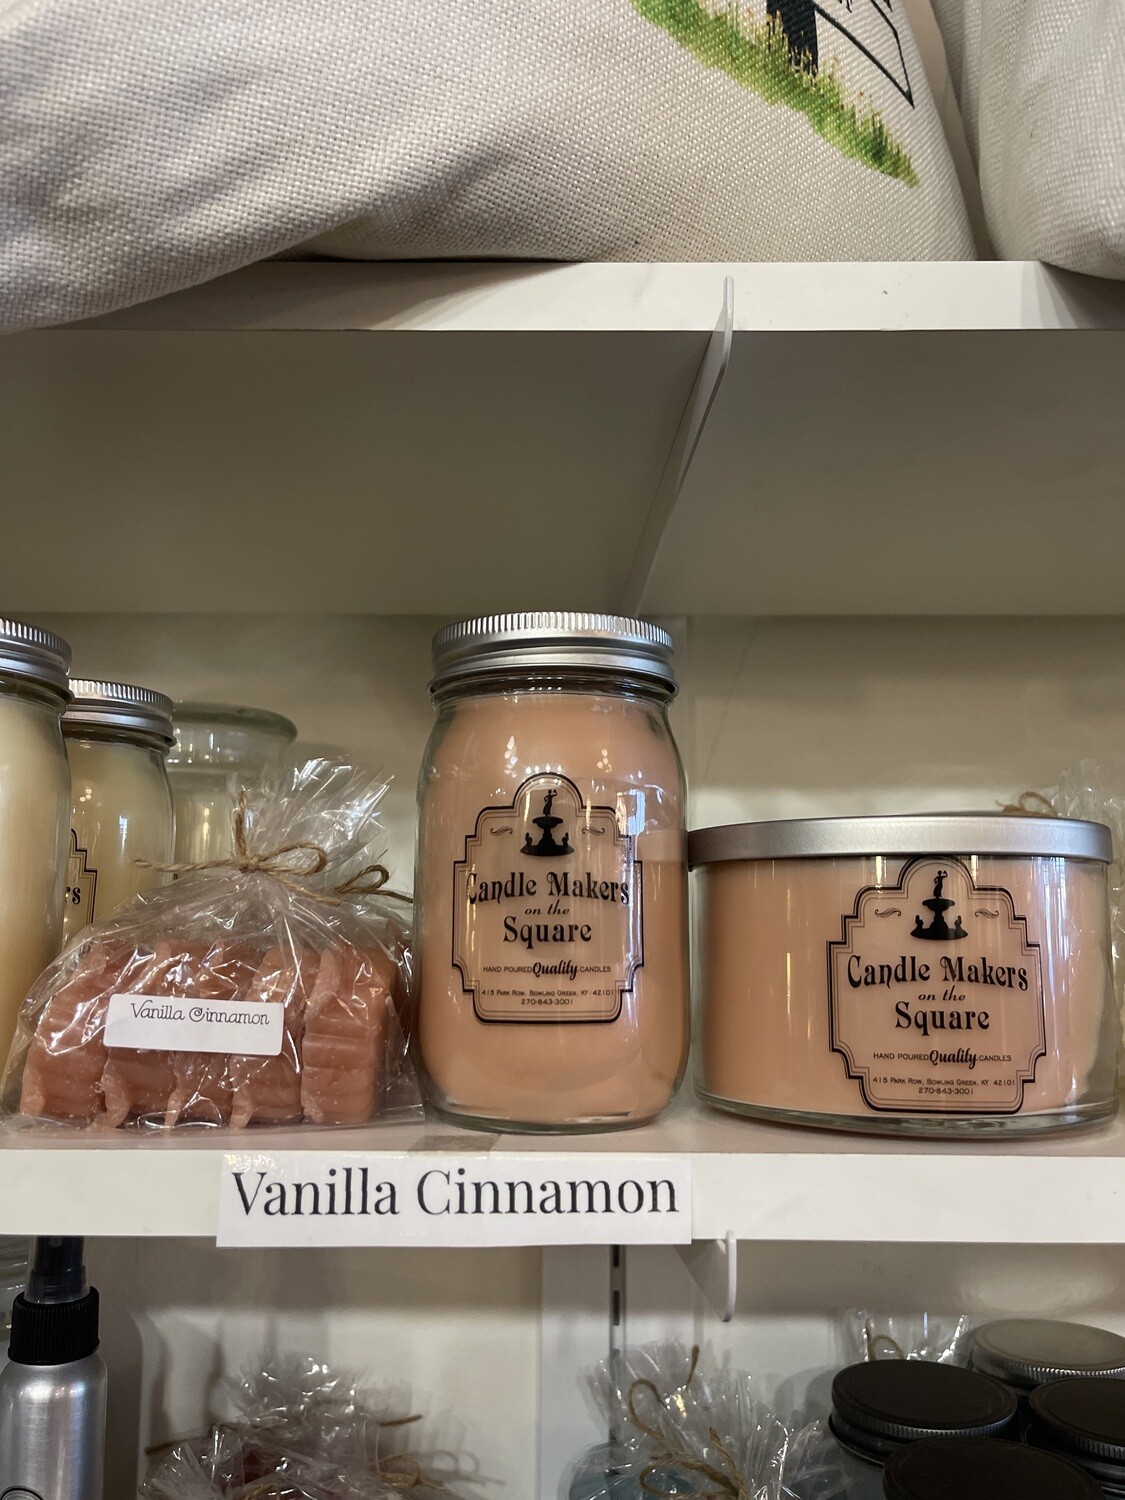 Vanilla Cinnamon
Candle Makers
on the
Square
HAND POURED Quality CANDLES
415 PARK ROW, BOWLING GREEN, KY 42101
270-843-3001
Candle Makers
on the
Square
HAND POURED Quality CANDLES
415 PARK ROW, BOWLING GREEN, KY 42101
270-843-3001
Vanilla Cinnamon